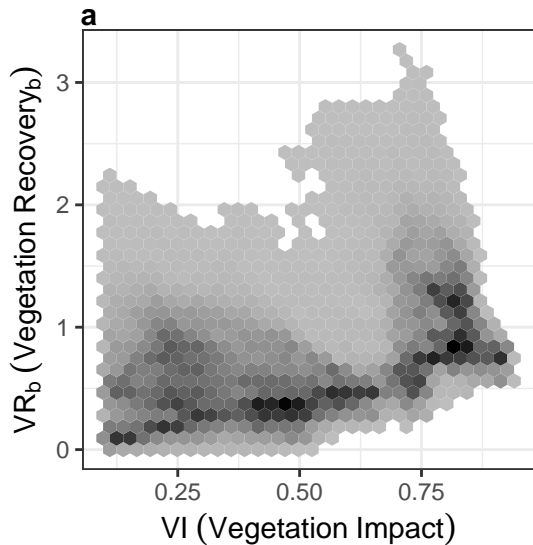 a
3
2
1
0
VR_b (Vegetation Recovery_b)
0.25 0.50 0.75
VI (Vegetation Impact)